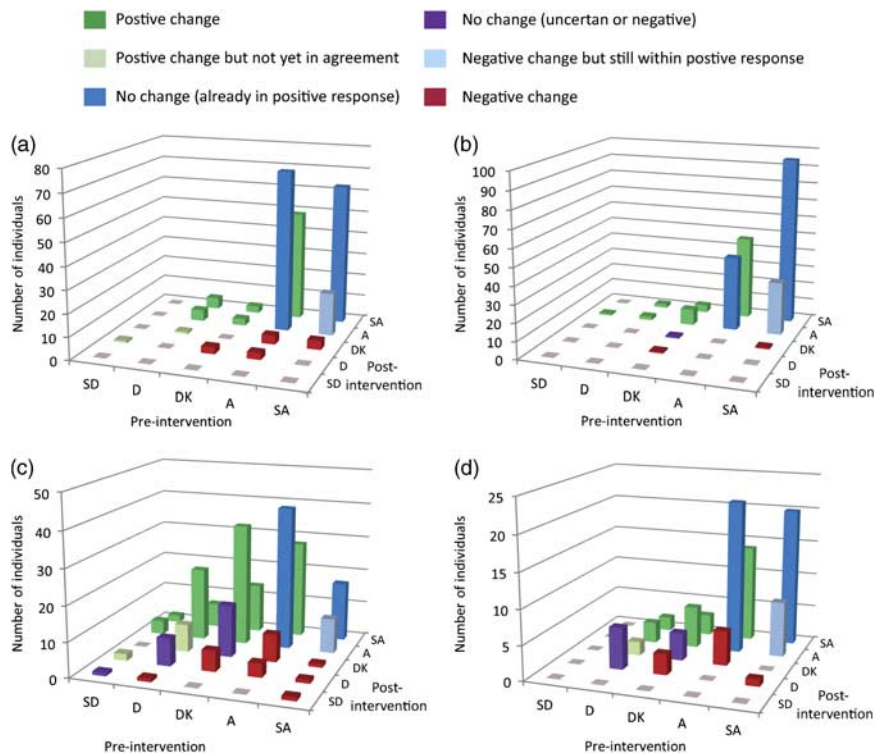 Postive change
Postive change but not yet in agreement
No change (already in positive response)
No change (uncertan or negative)
Negative change but still within postive response
Negative change
(a)
80
70
60
50
40
30
20
10
0
Number of individuals
SD
D
DK
A
SA
Pre-intervention
SA
A
DK
D
SD
Post-
intervention
(b)
100
90
80
70
60
50
40
30
20
10
0
Number of individuals
SD
D
DK
A
SA
Pre-intervention
SA
A
DK
D
SD
Post-
intervention
(c)
50
40
30
20
10
0
Number of individuals
SD
D
DK
A
SA
Pre-intervention
SA
A
DK
D
SD
Post-
intervention
(d)
25
20
15
10
5
0
Number of individuals
SD
D
DK
A
SA
Pre-intervention
SA
A
DK
D
SD
Post-
intervention